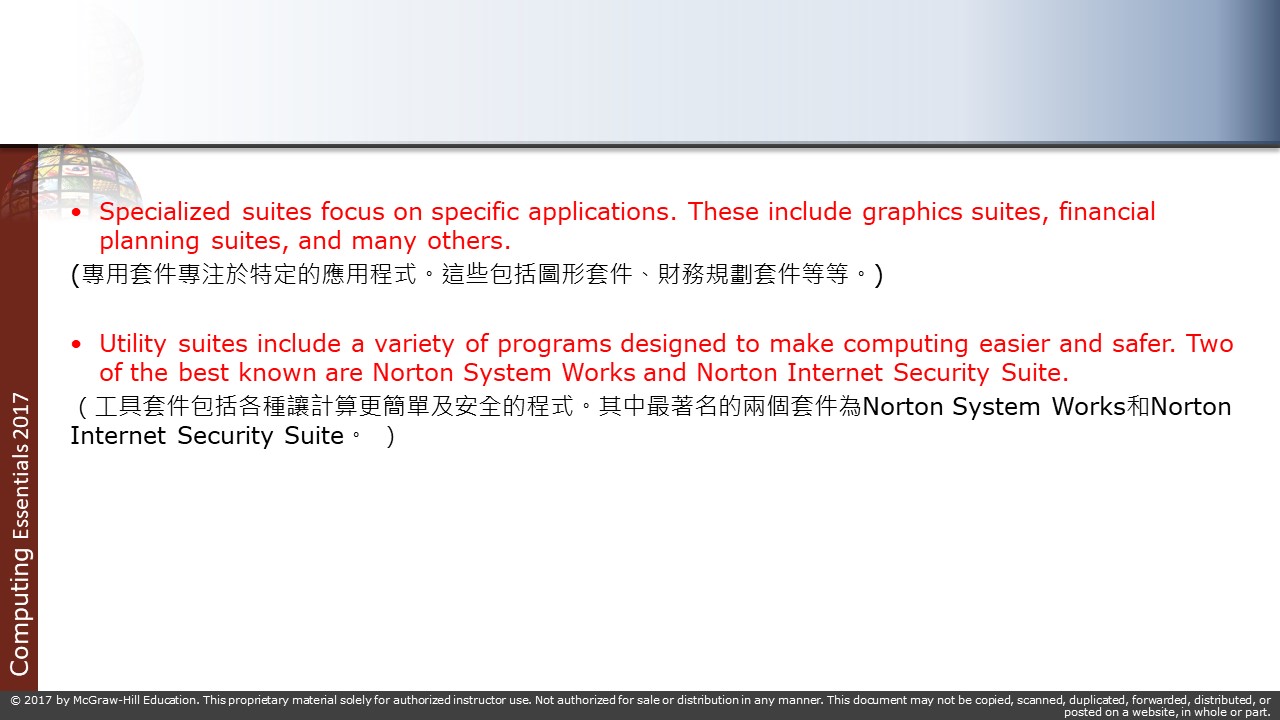 • Specialized suites focus on specific applications. These include graphics suites, financial
planning suites, and many others.
(專用套件專注於特定的應用程式。這些包括圖形套件、財務規劃套件等等。)
• Utility suites include a variety of programs designed to make computing easier and safer. Two
of the best known are Norton System Works and Norton Internet Security Suite.
（工具套件包括各種讓計算更簡單及安全的程式。其中最著名的兩個套件為Norton System Works和Norton
Internet Security Suite。 ）
Computing Essentials 2017
© 2017 by McGraw-Hill Education. This proprietary material solely for authorized instructor use. Not authorized for sale or distribution in any manner. This document may not be copied, scanned, duplicated, forwarded, distributed, or
posted on a website, in whole or part.